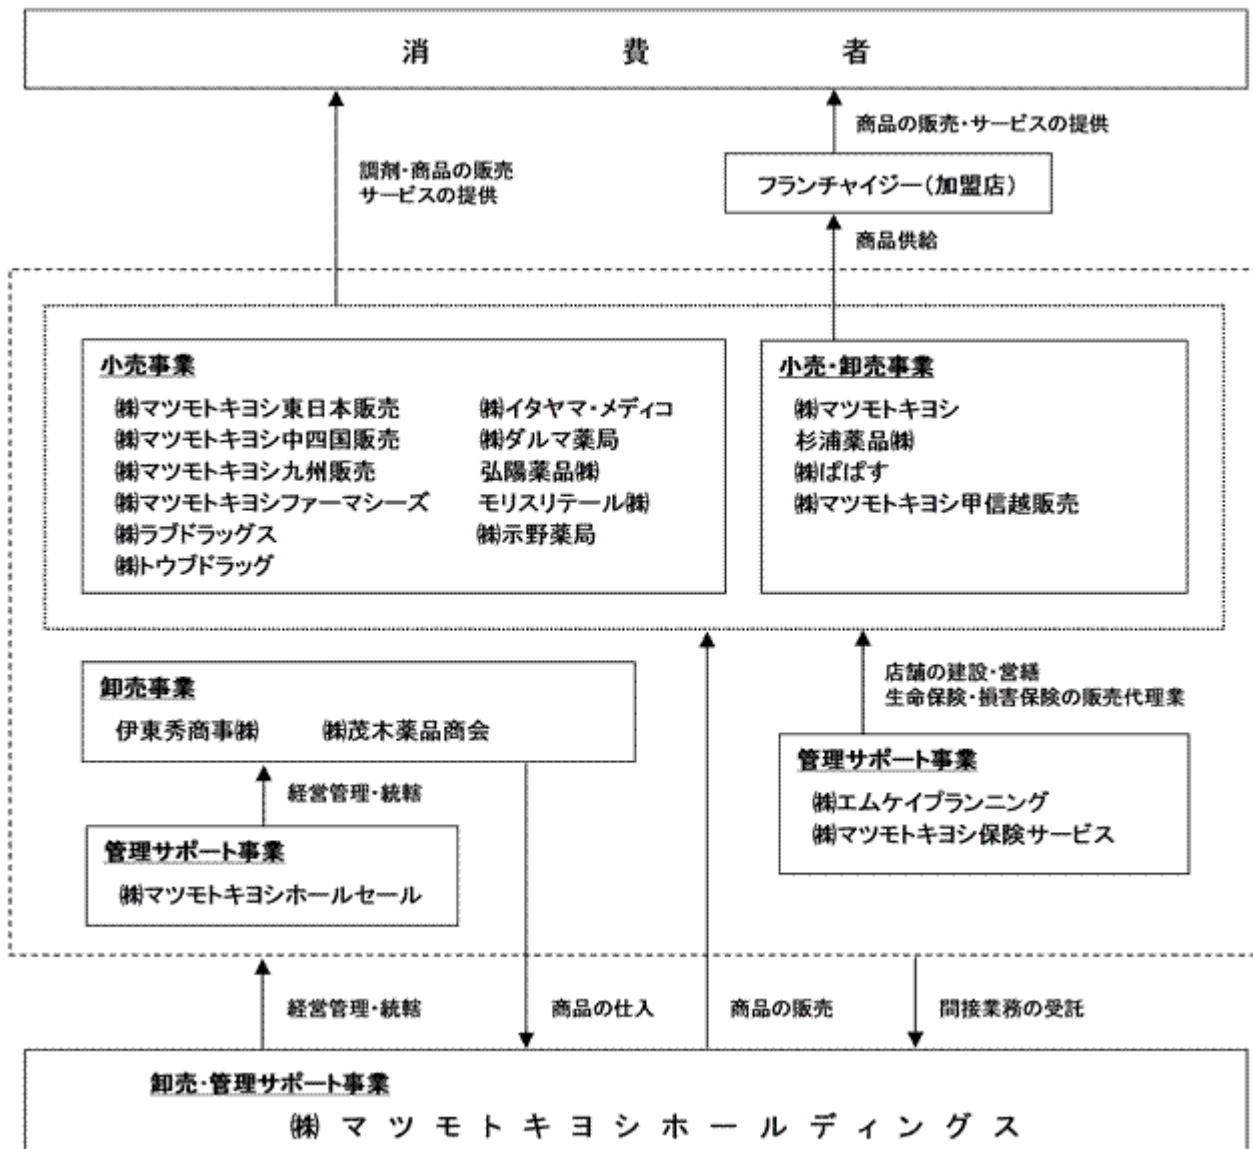 消費者
商品の販売・サービスの提供
調剤・商品の販売
サービスの提供
フランチャイジー(加盟店)
商品供給
小売事業
㈱マツモトキヨシ東日本販売
㈱マツモトキヨシ中四国販売
㈱マツモトキヨシ九州販売
㈱マツモトキヨシファーマシーズ
㈱ラブドラッグス
㈱トウブドラッグ
㈱イタヤマ・メディコ
㈱ダルマ薬局
弘陽薬品㈱
モリスリテール㈱
㈱示野薬局
小売・卸売事業
㈱マツモトキヨシ
杉浦薬品㈱
㈱ぱぱす
㈱マツモトキヨシ甲信越販売
卸売事業
伊東秀商事㈱ ㈱茂木薬品商会
店舗の建設・営繕
生命保険・損害保険の販売代理業
経営管理・統轄
管理サポート事業
㈱マツモトキヨシホールセール
管理サポート事業
㈱エムケイプランニング
㈱マツモトキヨシ保険サービス
経営管理・統轄
商品の仕入
商品の販売
間接業務の受託
卸売・管理サポート事業
㈱マツモトキヨシホールディングス